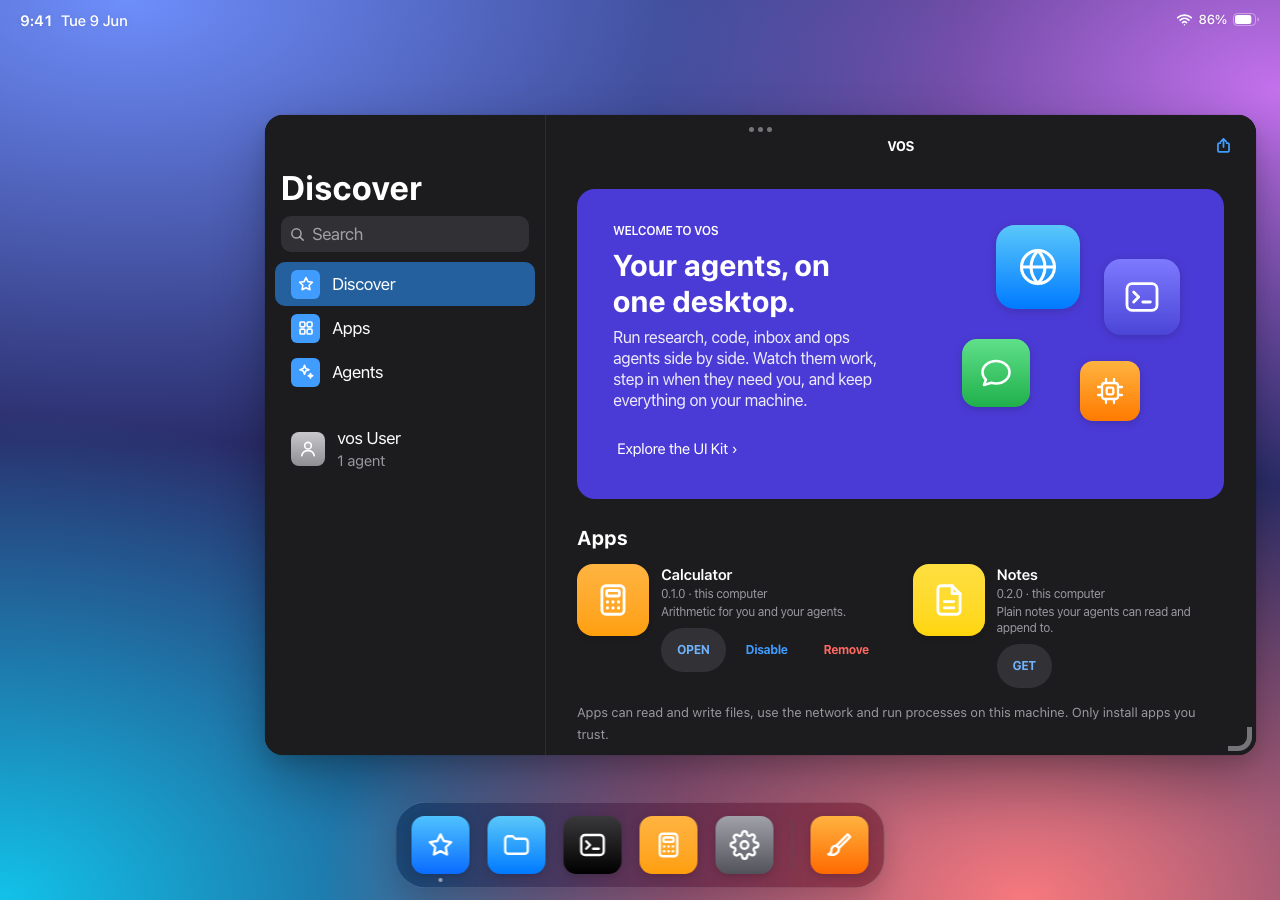 9:41 Tue 9 Jun
86%
VOS
Discover
Search
Discover
Apps
Agents
vos User
1 agent
WELCOME TO VOS
Your agents, on
one desktop.
Run research, code, inbox and ops
agents side by side. Watch them work,
step in when they need you, and keep
everything on your machine.
Explore the UI Kit ›
Apps
Calculator
0.1.0 · this computer
Arithmetic for you and your agents.
OPEN Disable Remove
Notes
0.2.0 · this computer
Plain notes your agents can read and
append to.
GET
Apps can read and write files, use the network and run processes on this machine. Only install apps you
trust.